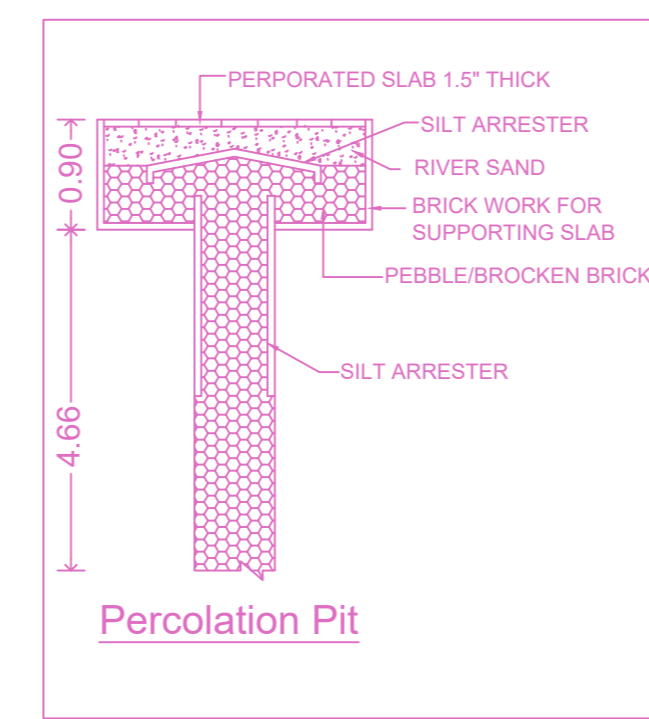 PERPORATED SLAB 1.5" THICK
SILT ARRESTER
RIVER SAND
BRICK WORK FOR
SUPPORTING SLAB
PEBBLE/BROCKEN BRICK
SILT ARRESTER
0.90
4.66
Percolation Pit